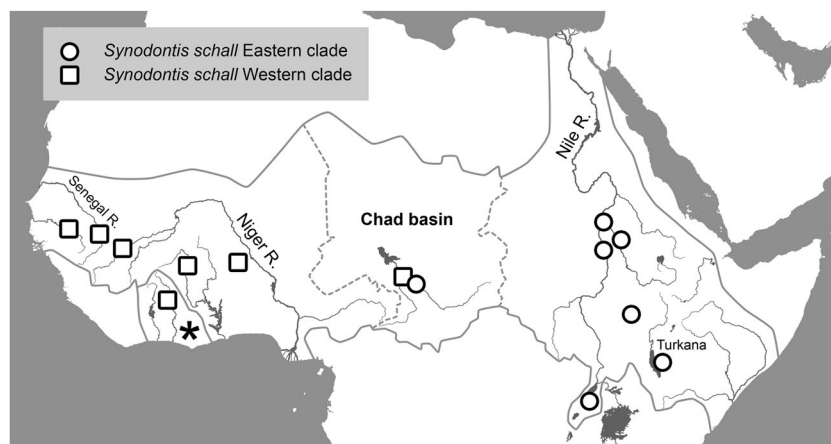 Synodontis schall Eastern clade
Synodontis schall Western clade
Nile R.
Senegal R.
Niger R.
Chad basin
*
Turkana